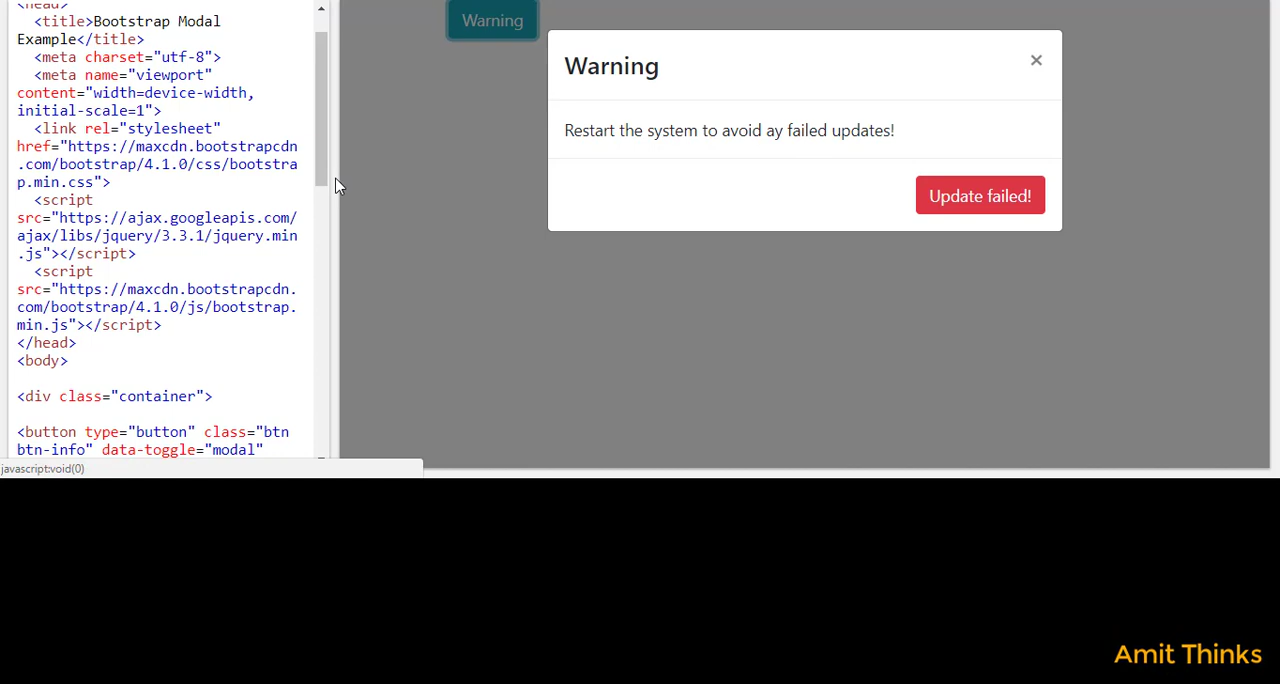 <head>
<title>Bootstrap Modal
Example</title>
<meta charset="utf-8">
<meta name="viewport"
content="width=device-width,
initial-scale=1">
<link rel="stylesheet"
href="https://maxcdn.bootstrapcdn
.com/bootstrap/4.1.0/css/bootstra
p.min.css">
<script
src="https://ajax.googleapis.com/
ajax/libs/jquery/3.3.1/jquery.min
.js"></script>
<script
src="https://maxcdn.bootstrapcdn.
com/bootstrap/4.1.0/js/bootstrap.
min.js"></script>
</head>
<body>
<div class="container">
<button type="button" class="btn
btn-info" data-toggle="modal"
javascript:void(0)
Warning
Warning
×
Restart the system to avoid ay failed updates!
Update failed!
Amit Thinks